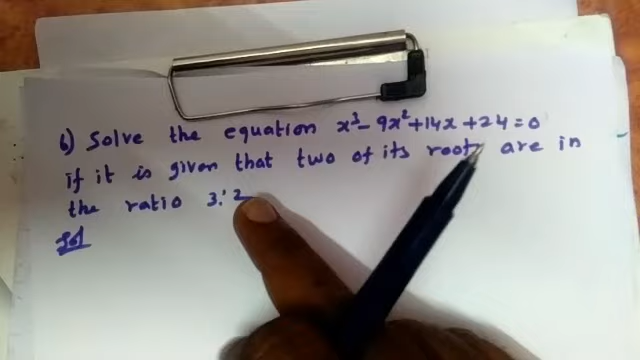 6) Solve the equation x³ - 9x² + 14x + 24 = 0
if it is given that two of its roots are in
the ratio 3:2
Sol